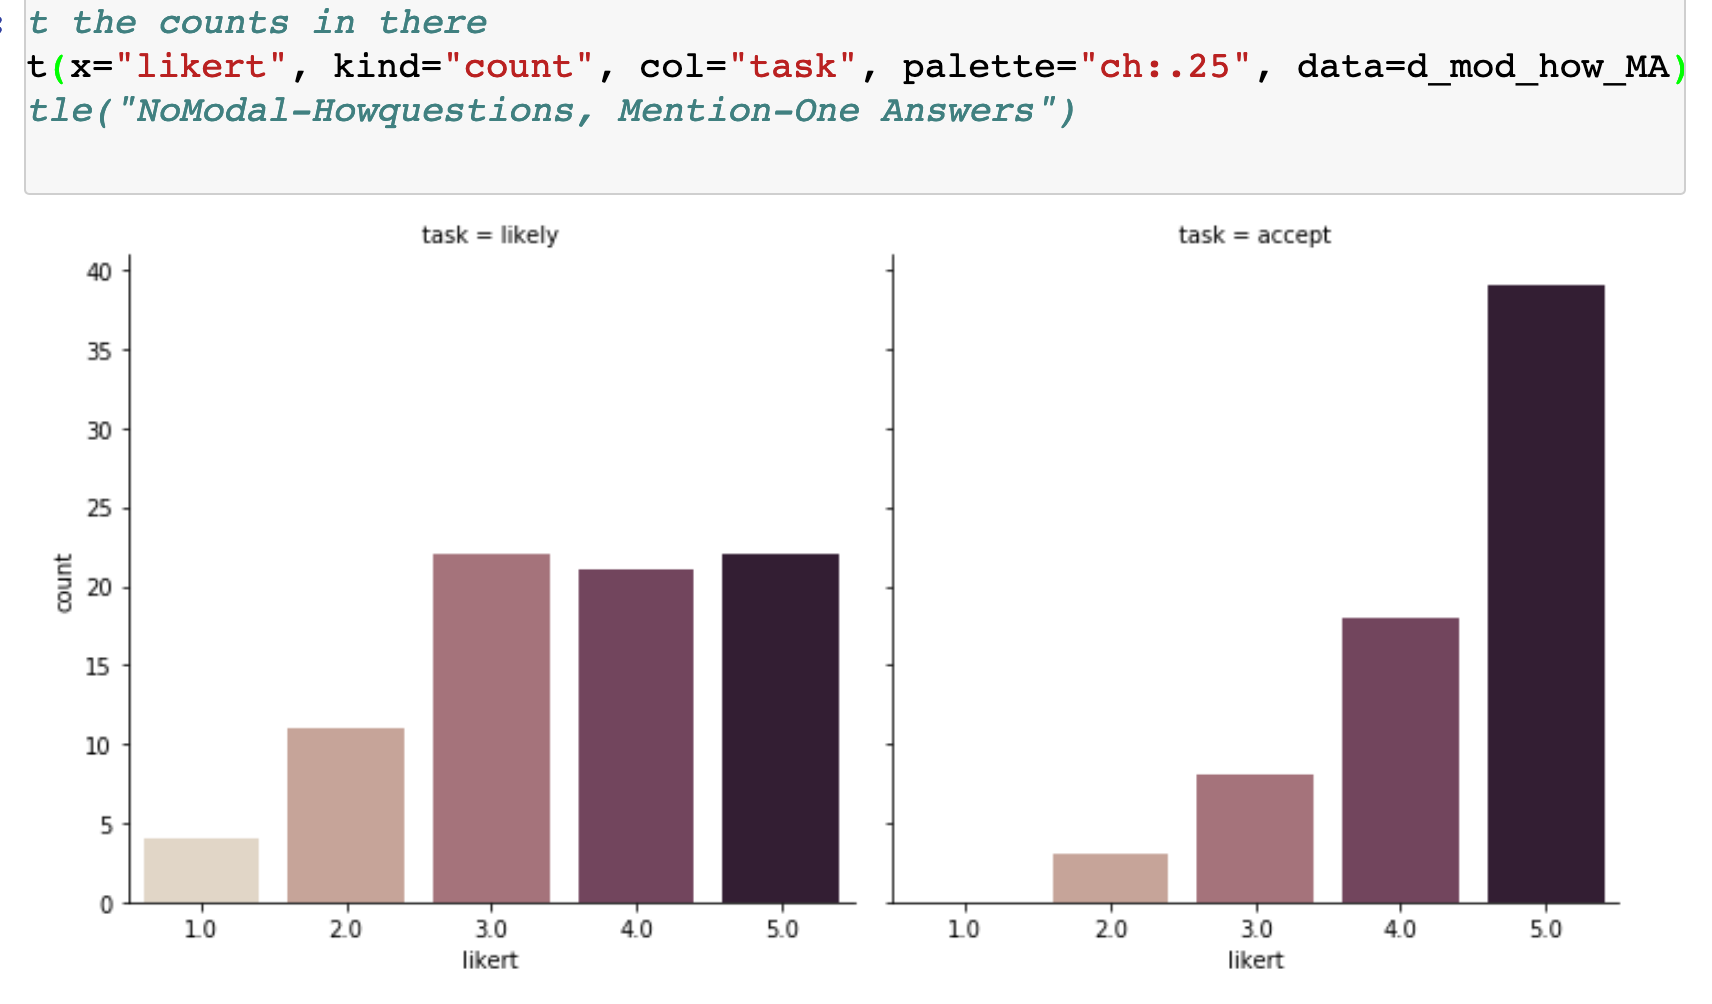 : t the counts in there
t(x="likert", kind="count", col="task", palette="ch:.25", data=d_mod_how_MA)
tle("NoModal-Howquestions, Mention-One Answers")
task = likely
task = accept
40
35
30
25
20
15
10
5
0
count
1.0 2.0 3.0 4.0 5.0
likert
1.0 2.0 3.0 4.0 5.0
likert